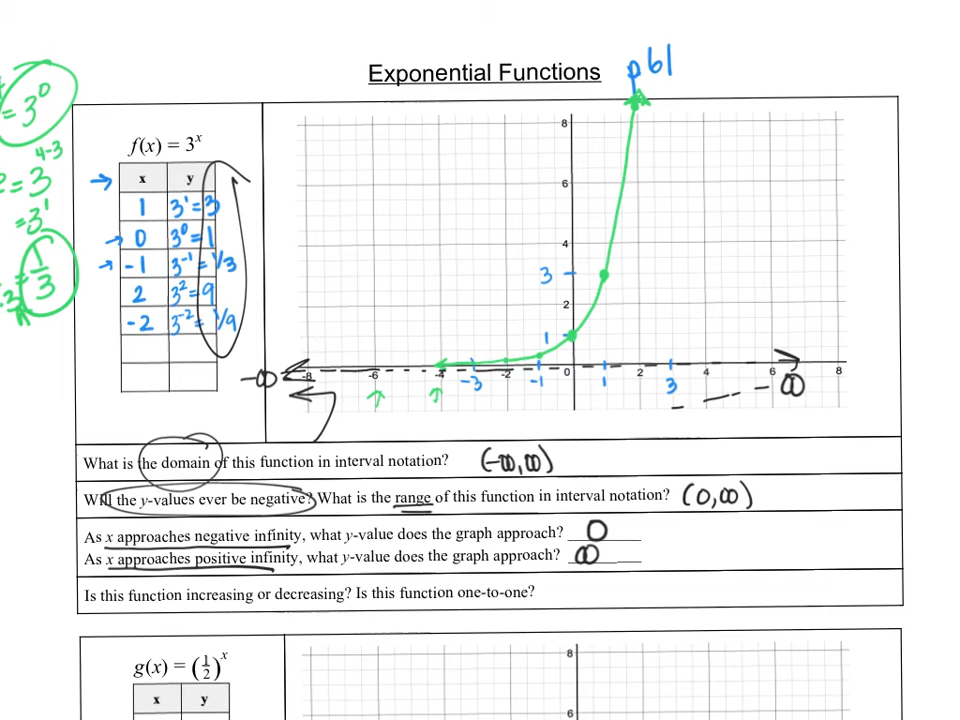 Exponential Functions
p61
= 3⁰
4-3
= 3
= 3¹
= 1/3
f(x) = 3ˣ
x y
1 3¹ = 3
0 3⁰ = 1
-1 3⁻¹ = 1/3
2 3² = 9
-2 3⁻² = 1/9
8
6
4
3
2
1
-∞ -8 -6 -4 -3 -2 -1 0 1 2 3 4 6 ∞ 8
What is the domain of this function in interval notation? (-∞,∞)
Will the y-values ever be negative? What is the range of this function in interval notation? (0,∞)
As x approaches negative infinity, what y-value does the graph approach? 0
As x approaches positive infinity, what y-value does the graph approach? ∞
Is this function increasing or decreasing? Is this function one-to-one?
g(x) = (1/2)ˣ
x y
8
6